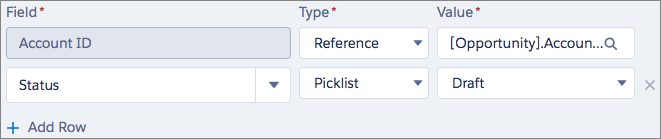 Field* Type* Value*
Account ID Reference [Opportunity].Accoun...
Status Picklist Draft
+ Add Row